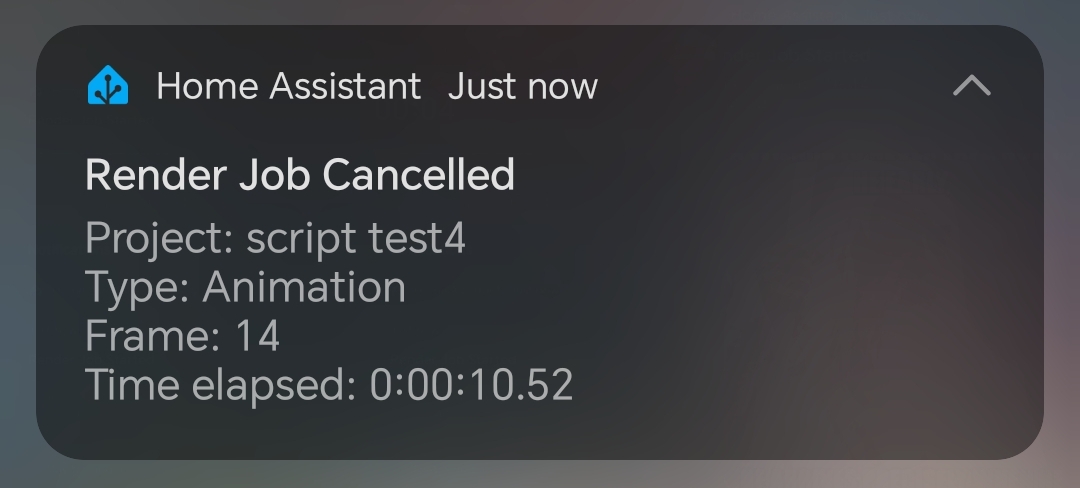 Home Assistant Just now
Render Job Cancelled
Project: script test4
Type: Animation
Frame: 14
Time elapsed: 0:00:10.52